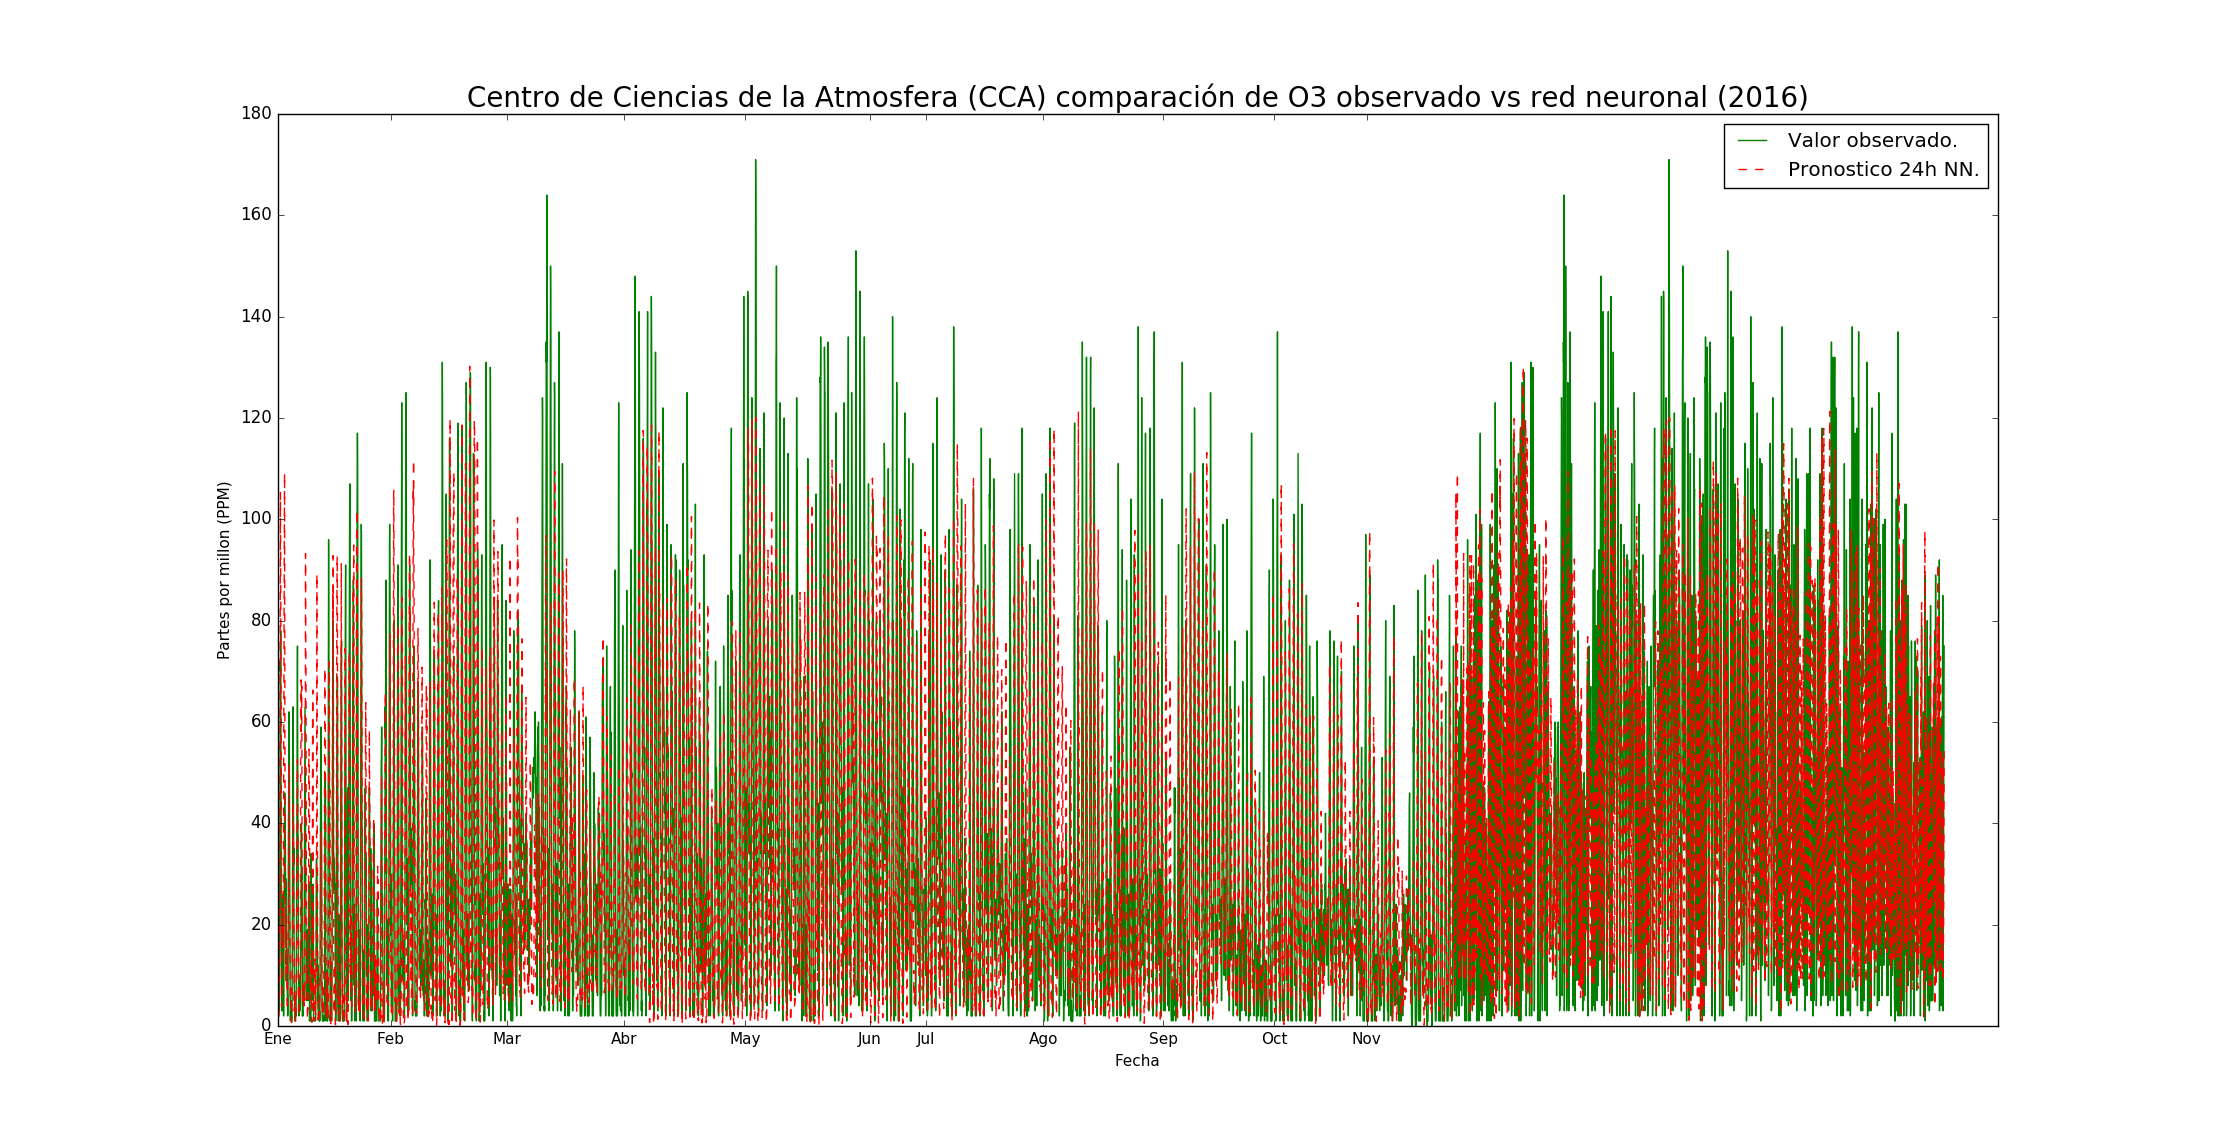 Centro de Ciencias de la Atmosfera (CCA) comparación de O3 observado vs red neuronal (2016)
Valor observado.
Pronostico 24h NN.
Partes por millon (PPM)
180
160
140
120
100
80
60
40
20
0
Ene Feb Mar Abr May Jun Jul Ago Sep Oct Nov
Fecha